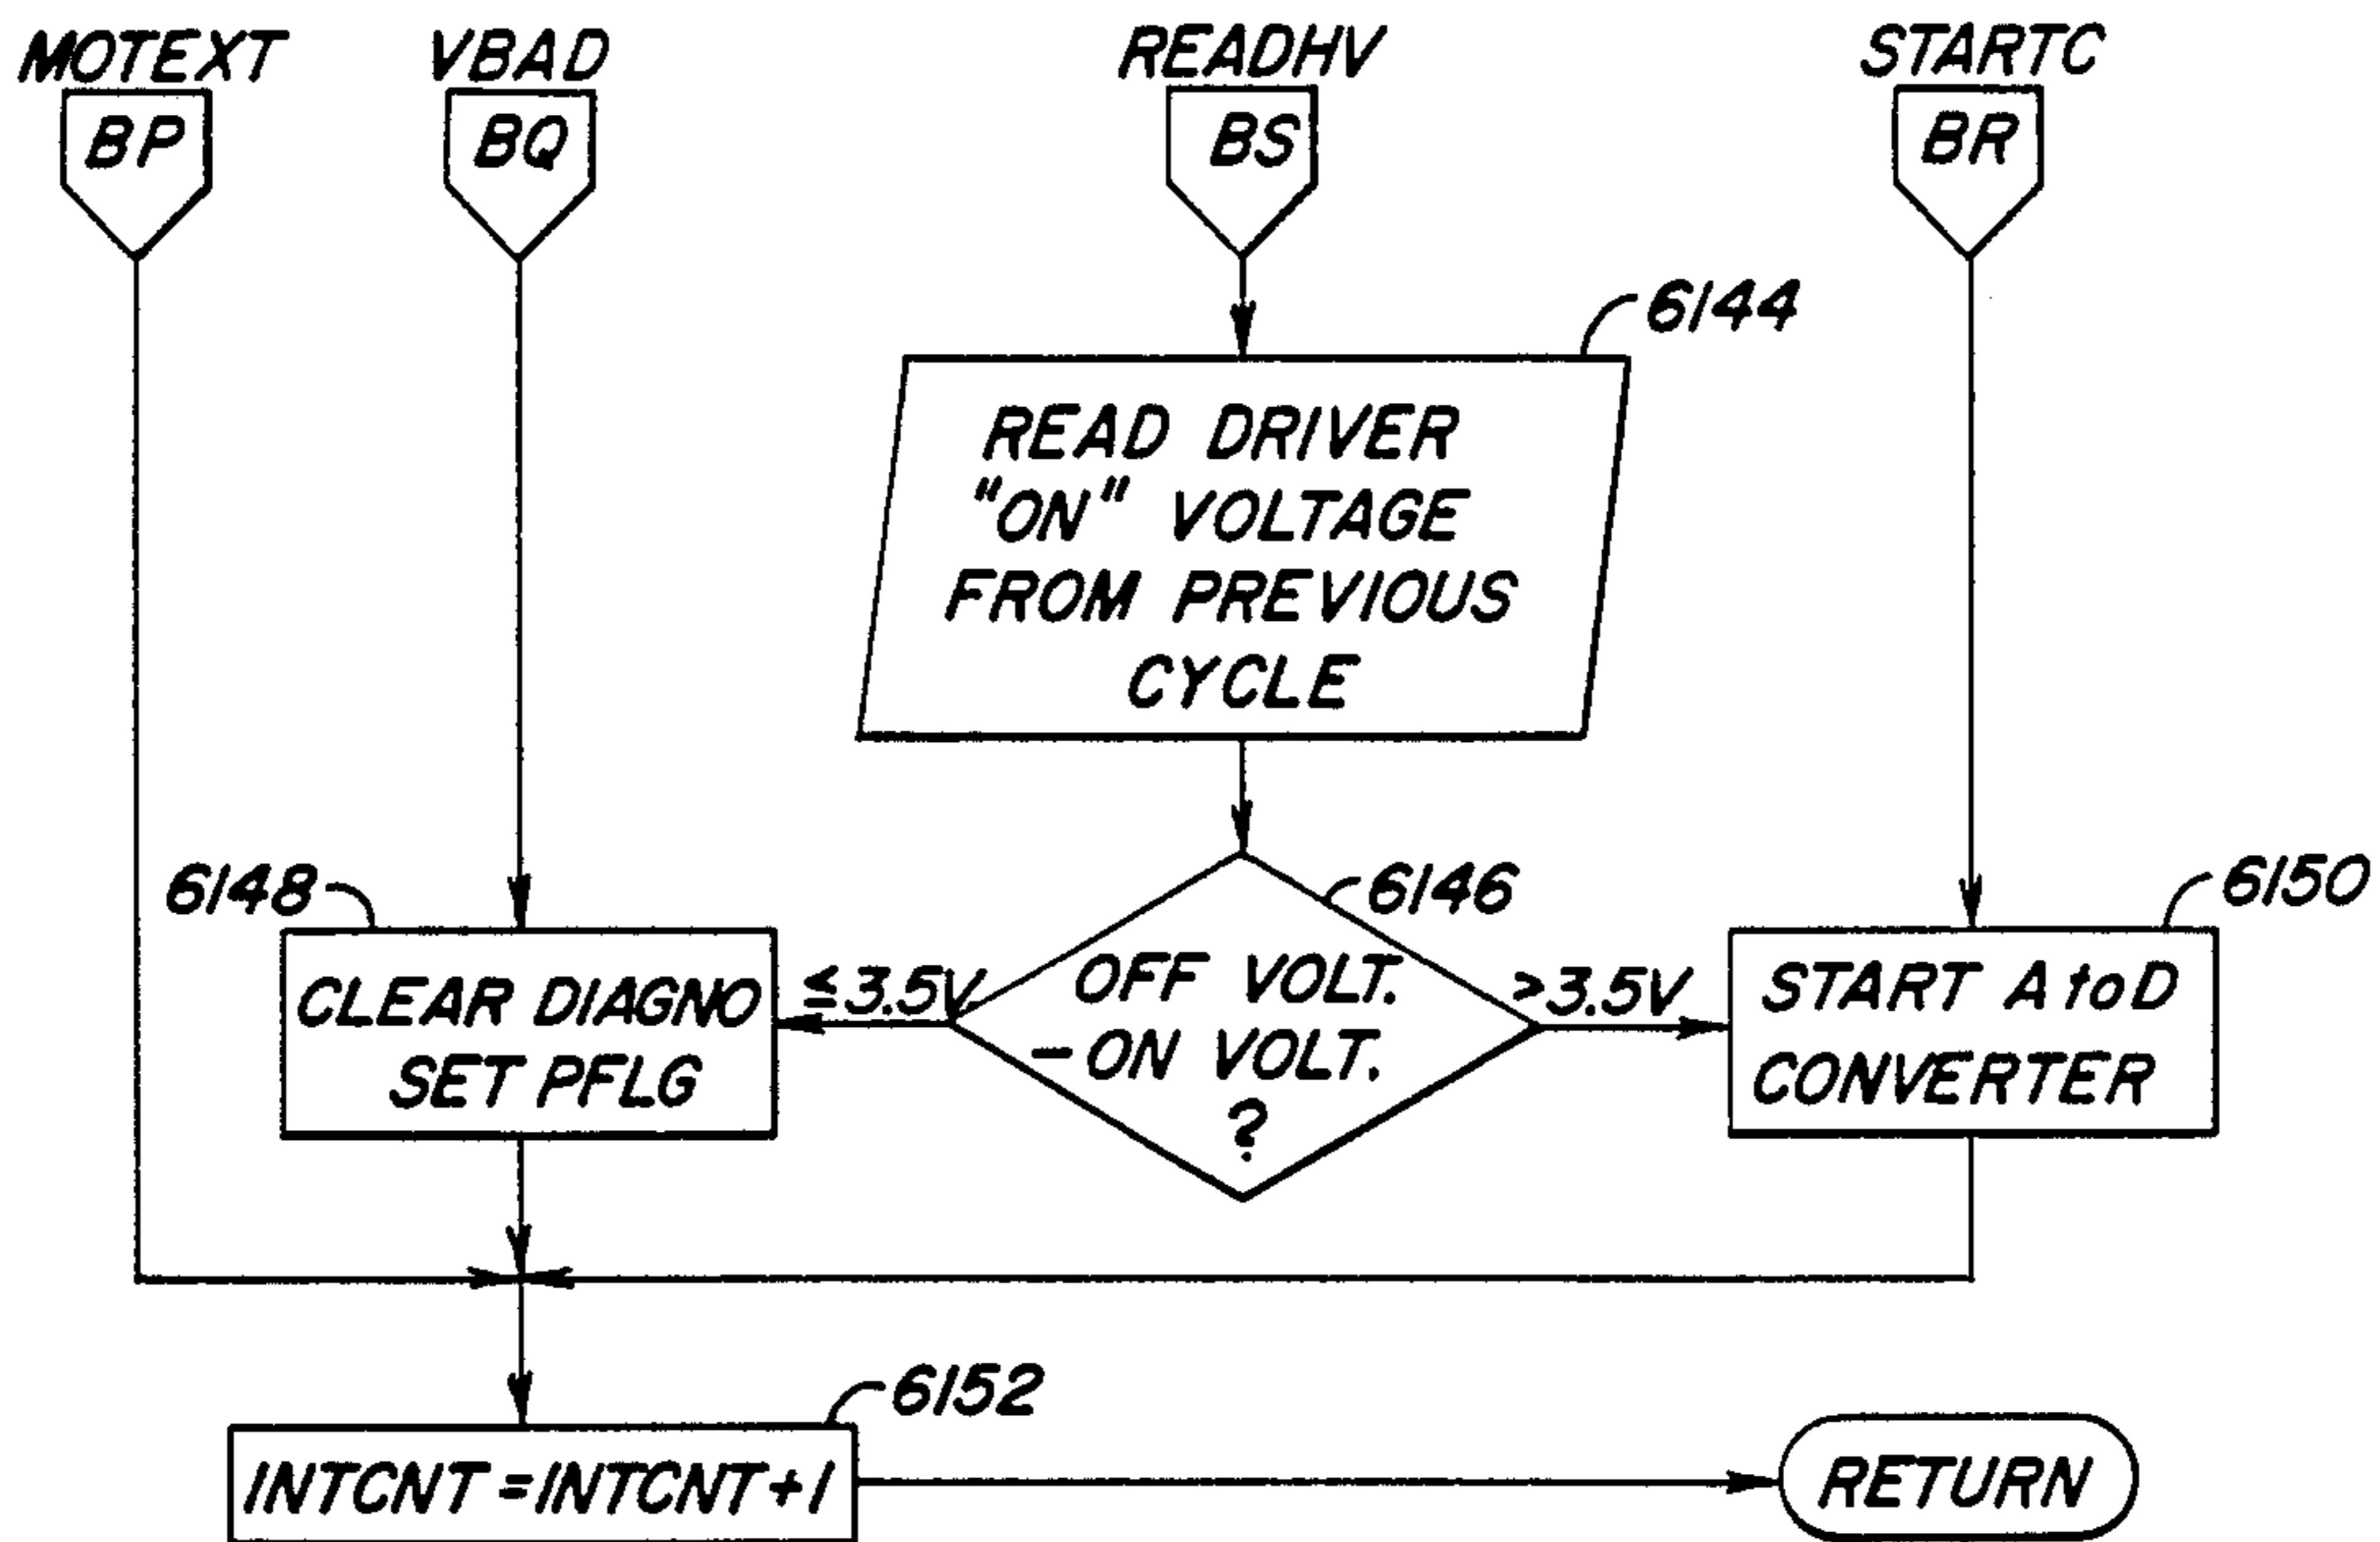 MOTEXT
VBAD
READHV
STARTC
BP
BQ
BS
BR
6144
READ DRIVER
"ON" VOLTAGE
FROM PREVIOUS
CYCLE
6148
6146
6150
CLEAR DIAGNO
SET PFLG
≤3.5V
OFF VOLT.
-ON VOLT.
?
>3.5V
START A to D
CONVERTER
6152
INTCNT=INTCNT+1
RETURN